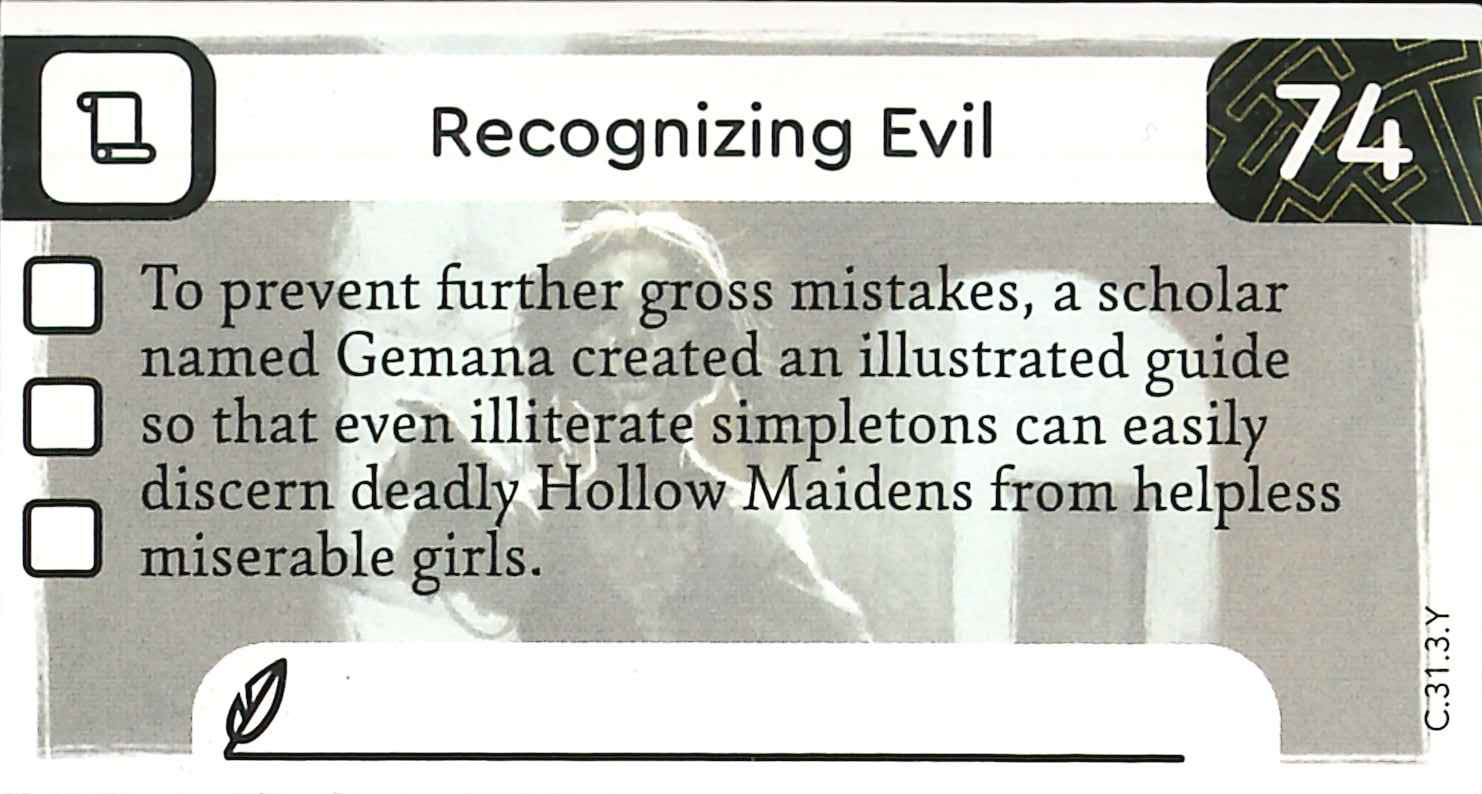 Recognizing Evil
74
To prevent further gross mistakes, a scholar
named Gemana created an illustrated guide
so that even illiterate simpletons can easily
discern deadly Hollow Maidens from helpless
miserable girls.
C.31.3.Y